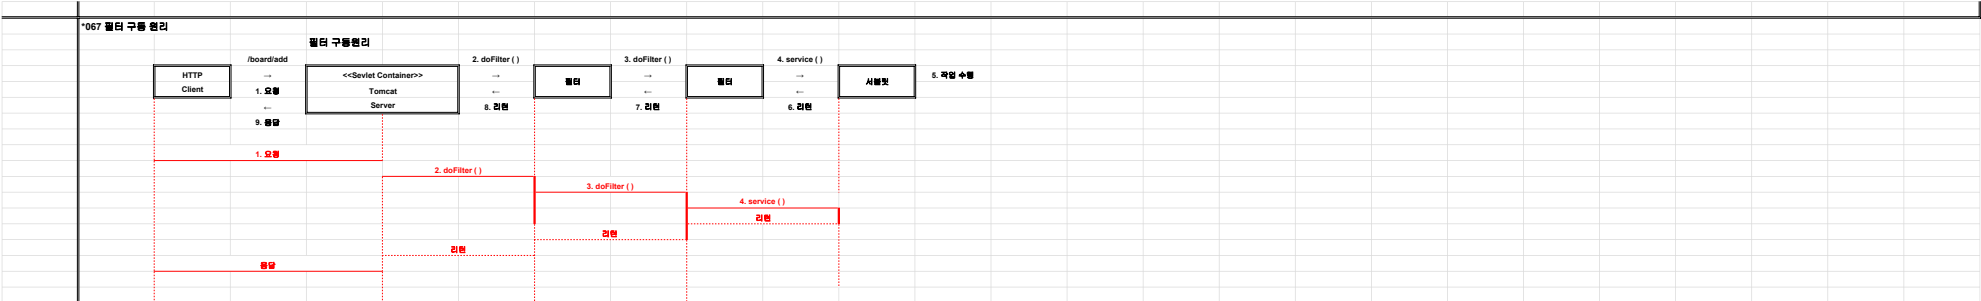 *067 필터 구동 원리
필터 구동원리
/board/add
2. doFilter ( )
3. doFilter ( )
4. service ( )
HTTP
Client
→
1. 요청
←
9. 응답
<<Sevlet Container>>
Tomcat
Server
→
←
8. 리턴
필터
→
←
7. 리턴
필터
→
←
6. 리턴
서블릿
5. 작업 수행
1. 요청
2. doFilter ( )
3. doFilter ( )
4. service ( )
리턴
리턴
리턴
응답